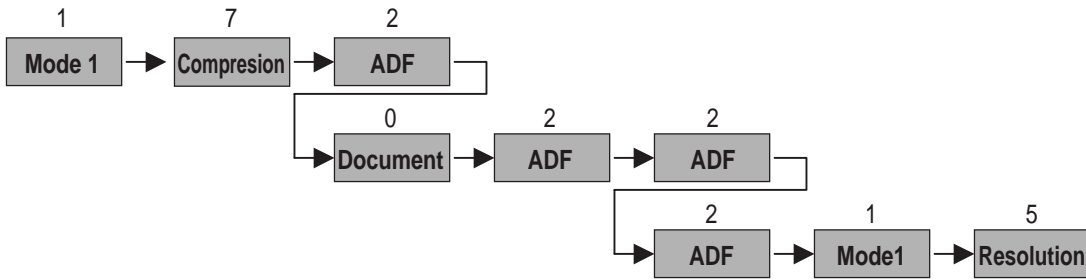 1 7 2
Mode 1 Compresion ADF
0 2 2
Document ADF ADF
2 1 5
ADF Mode1 Resolution